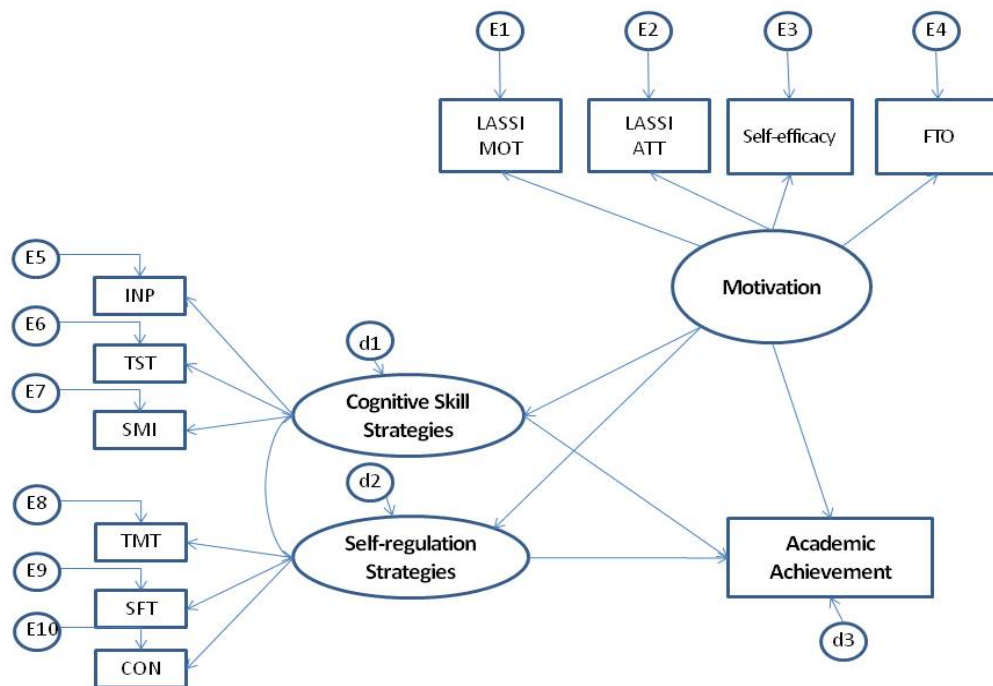 E1
E2
E3
E4
LASSI
MOT
LASSI
ATT
Self-efficacy
FTO
Motivation
E5
INP
E6
TST
E7
SMI
d1
Cognitive Skill
Strategies
d2
Self-regulation
Strategies
E8
TMT
E9
SFT
E10
CON
Academic
Achievement
d3